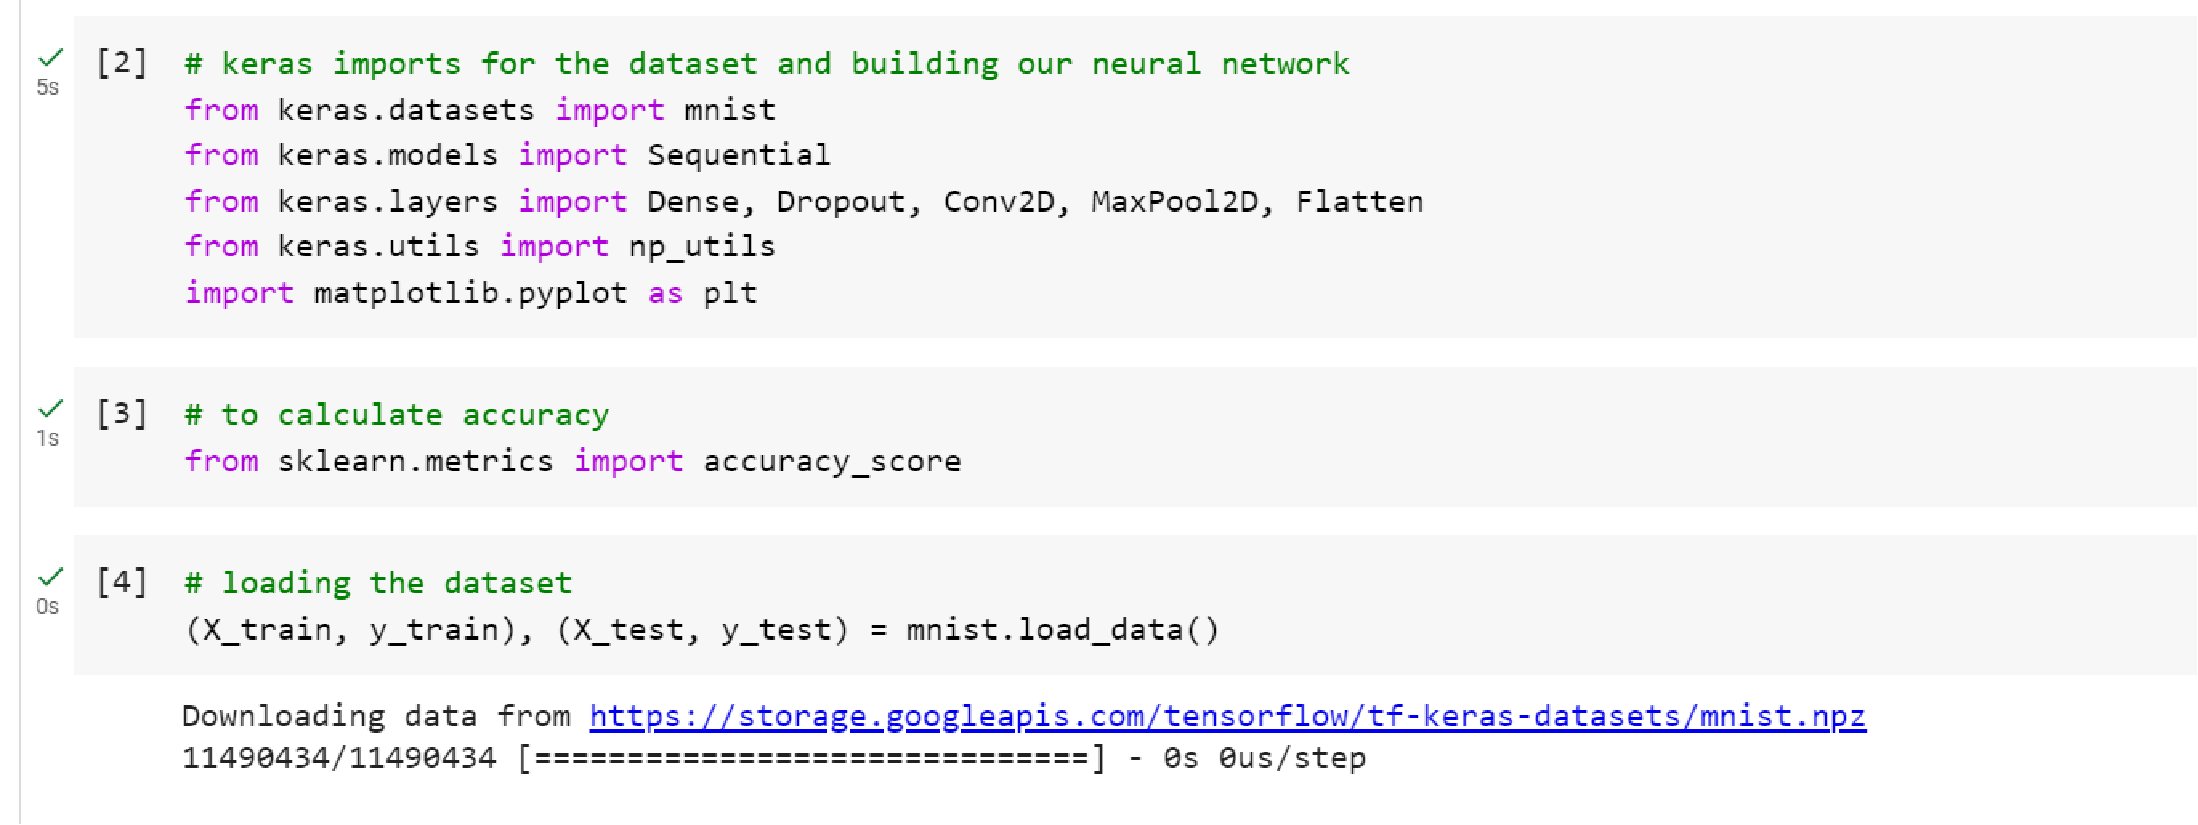 [2] # keras imports for the dataset and building our neural network
5s
from keras.datasets import mnist
from keras.models import Sequential
from keras.layers import Dense, Dropout, Conv2D, MaxPool2D, Flatten
from keras.utils import np_utils
import matplotlib.pyplot as plt
[3] # to calculate accuracy
1s
from sklearn.metrics import accuracy_score
[4] # loading the dataset
0s
(X_train, y_train), (X_test, y_test) = mnist.load_data()
Downloading data from https://storage.googleapis.com/tensorflow/tf-keras-datasets/mnist.npz
11490434/11490434 [==============================] - 0s 0us/step